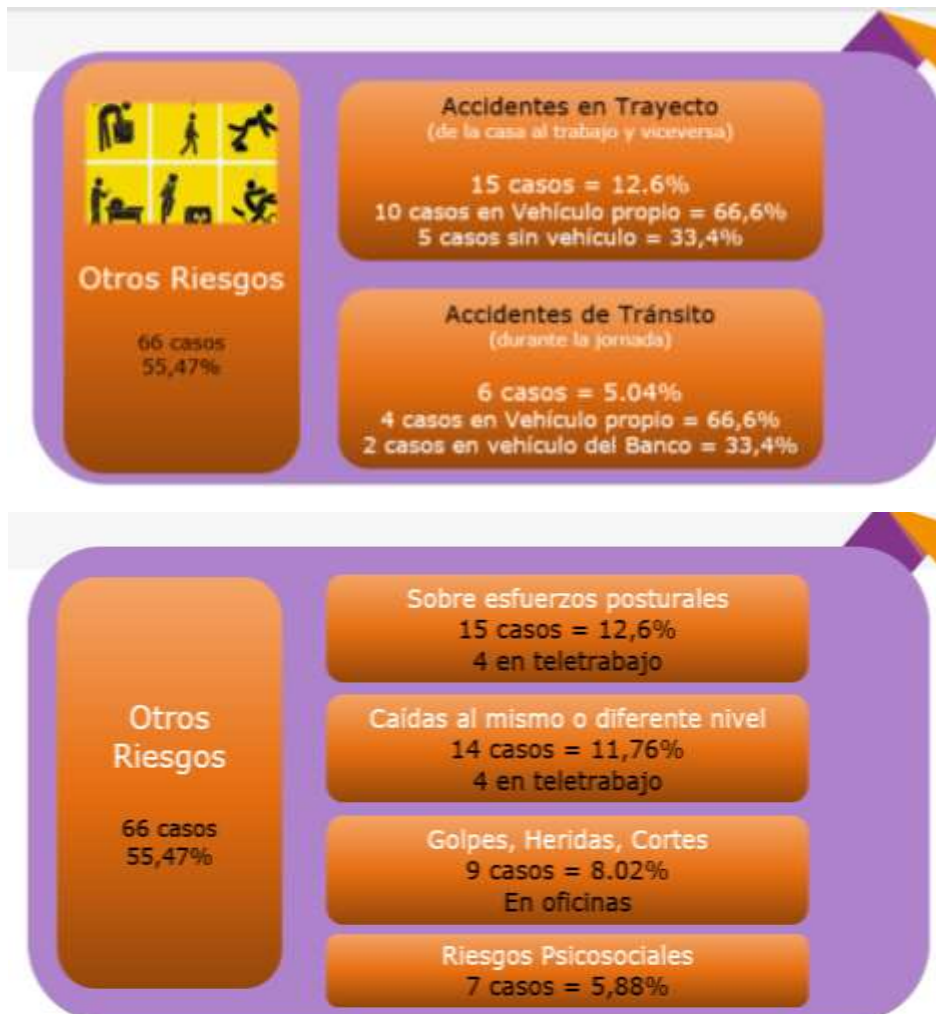 Otros Riesgos
66 casos
55,47%
Accidentes en Trayecto
(de la casa al trabajo y viceversa)
15 casos = 12.6%
10 casos en Vehículo propio = 66,6%
5 casos sin vehículo = 33,4%
Accidentes de Tránsito
(durante la jornada)
6 casos = 5.04%
4 casos en Vehículo propio = 66,6%
2 casos en vehículo del Banco = 33,4%
Otros
Riesgos
66 casos
55,47%
Sobre esfuerzos posturales
15 casos = 12,6%
4 en teletrabajo
Caídas al mismo o diferente nivel
14 casos = 11,76%
4 en teletrabajo
Golpes, Heridas, Cortes
9 casos = 8.02%
En oficinas
Riesgos Psicosociales
7 casos = 5,88%